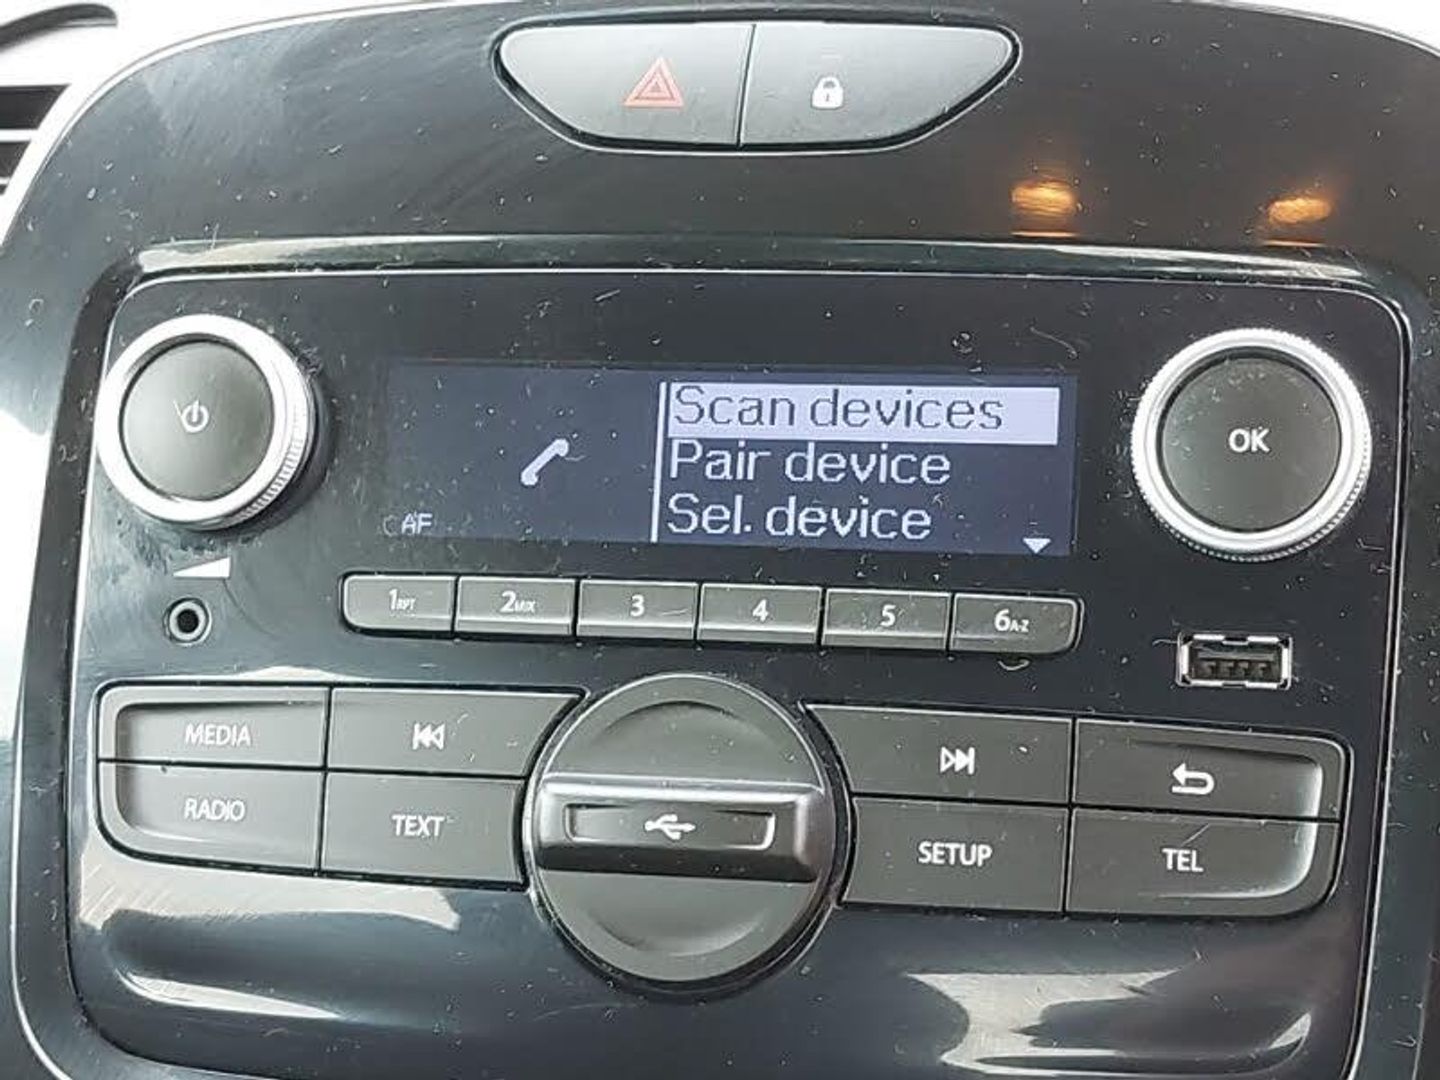 Scan devices
Pair device
Sel. device
AF
OK
1RPT
2MIX
3
4
5
6A-Z
MEDIA
RADIO
TEXT
SETUP
TEL